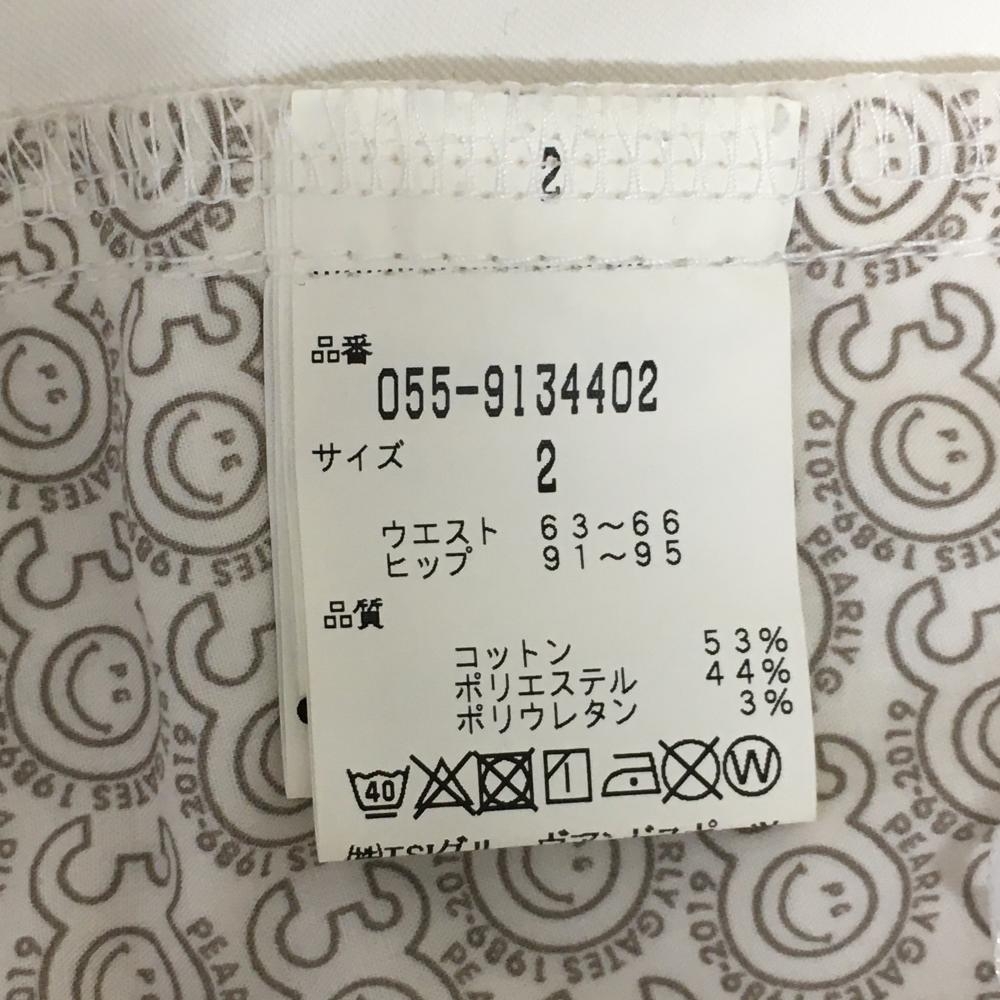 2
品番
055-9134402
サイズ 2
ウエスト 63～66
ヒップ 91～95
品質
コットン 53%
ポリエステル 44%
ポリウレタン 3%
40
W
PEARLY GATES 1989-2019